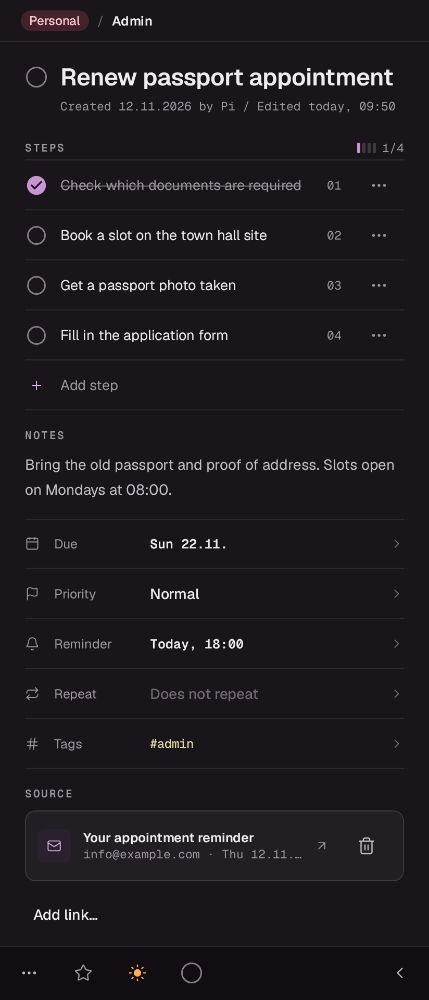 Personal / Admin
Renew passport appointment
Created 12.11.2026 by Pi / Edited today, 09:50
STEPS 1/4
Check which documents are required 01
Book a slot on the town hall site 02
Get a passport photo taken 03
Fill in the application form 04
+ Add step
NOTES
Bring the old passport and proof of address. Slots open
on Mondays at 08:00.
Due Sun 22.11.
Priority Normal
Reminder Today, 18:00
Repeat Does not repeat
Tags #admin
SOURCE
Your appointment reminder
info@example.com · Thu 12.11.…
Add link…